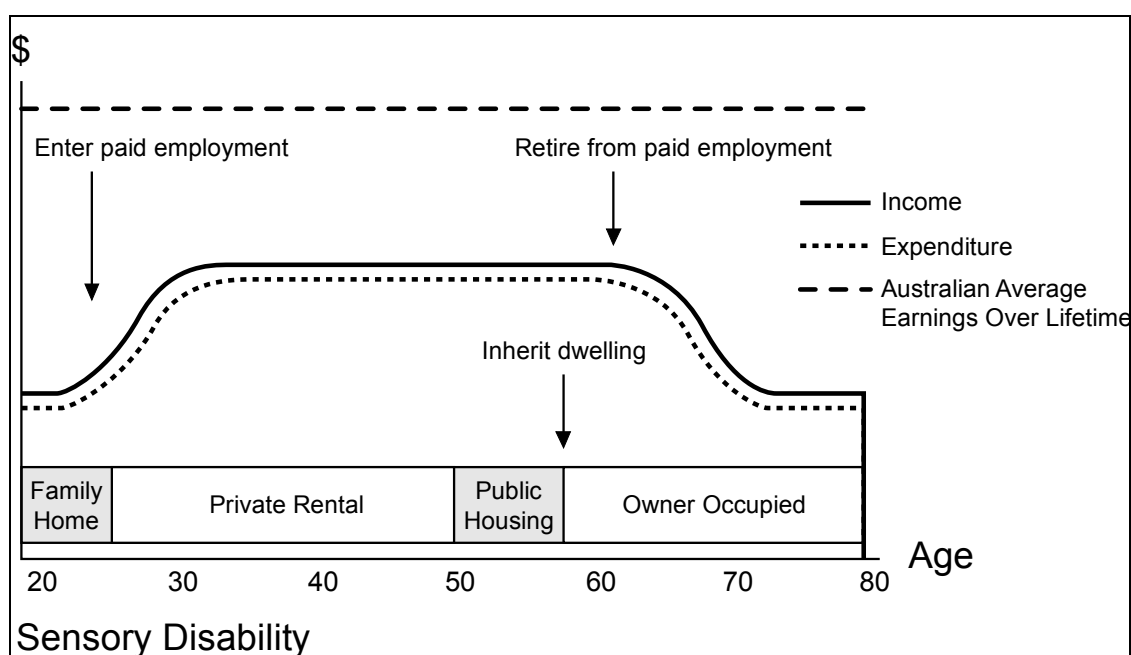 $
Enter paid employment
Retire from paid employment
Income
Expenditure
Australian Average
Earnings Over Lifetime
Inherit dwelling
Family
Home
Private Rental
Public
Housing
Owner Occupied
Age
20 30 40 50 60 70 80
Sensory Disability